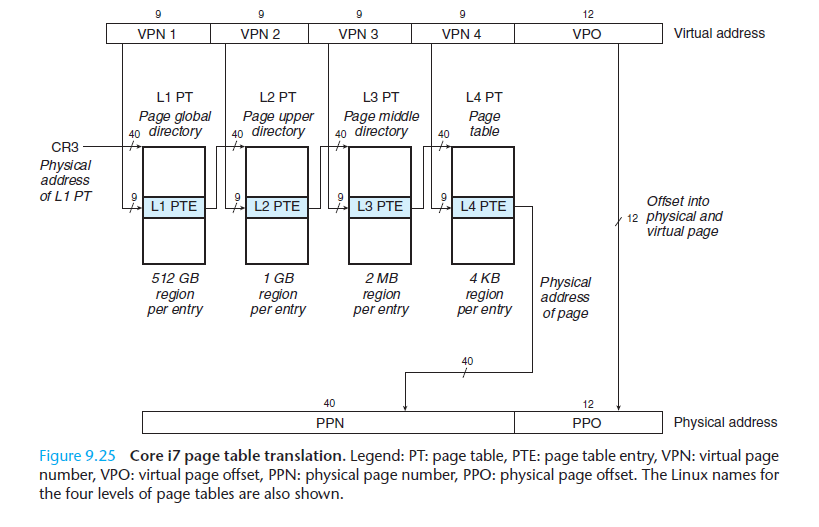 9 9 9 9 12
VPN 1 VPN 2 VPN 3 VPN 4 VPO Virtual address
L1 PT L2 PT L3 PT L4 PT
Page global Page upper Page middle Page
directory directory directory table
40 40 40 40
CR3
Physical
address
of L1 PT
9 9 9 9
L1 PTE L2 PTE L3 PTE L4 PTE
Offset into
12 physical and
virtual page
512 GB 1 GB 2 MB 4 KB
region region region region
per entry per entry per entry per entry
Physical
address
of page
40
40 12
PPN PPO Physical address
Figure 9.25 Core i7 page table translation. Legend: PT: page table, PTE: page table entry, VPN: virtual page
number, VPO: virtual page offset, PPN: physical page number, PPO: physical page offset. The Linux names for
the four levels of page tables are also shown.